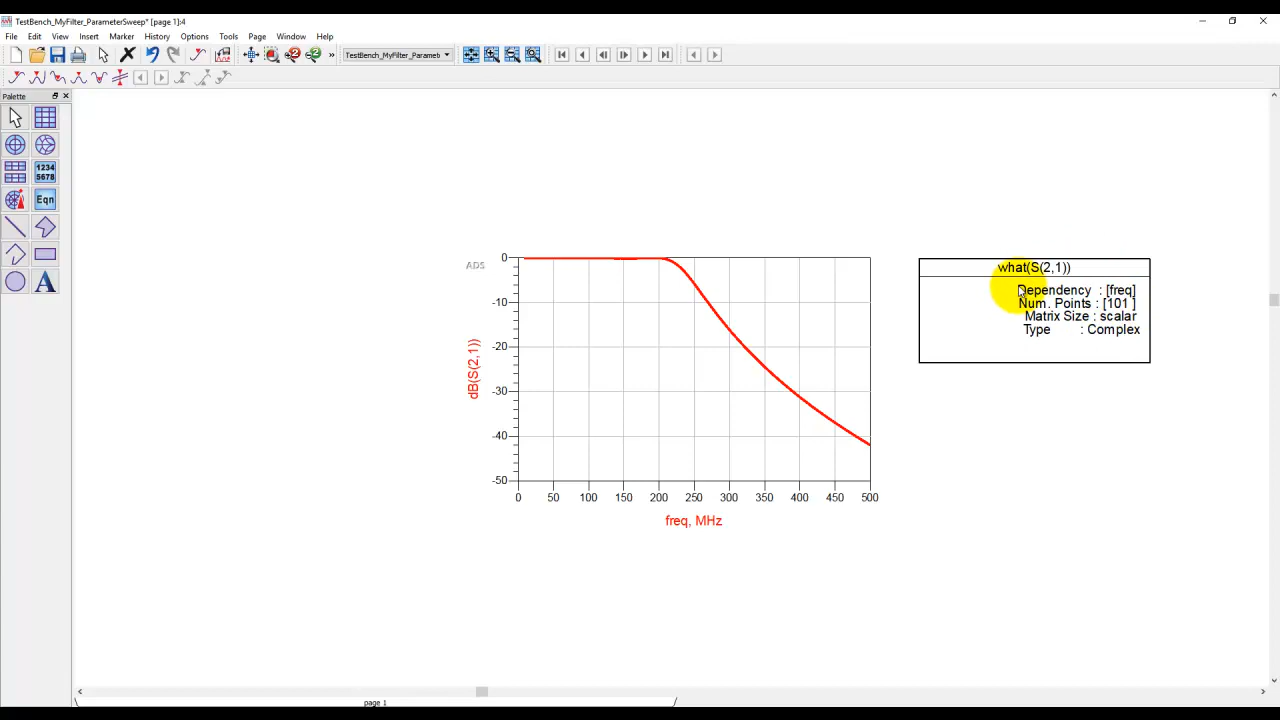 TestBench_MyFilter_ParameterSweep* [page 1]:4
File Edit View Insert Marker History Options Tools Page Window Help
TestBench_MyFilter_Parameteb
Palette
1234
5678
Eqn
A
ADS
0
-10
-20
-30
-40
-50
dB(S(2,1))
0 50 100 150 200 250 300 350 400 450 500
freq, MHz
what(S(2,1))
Dependency : [freq]
Num. Points : [101 ]
Matrix Size : scalar
Type : Complex
page 1